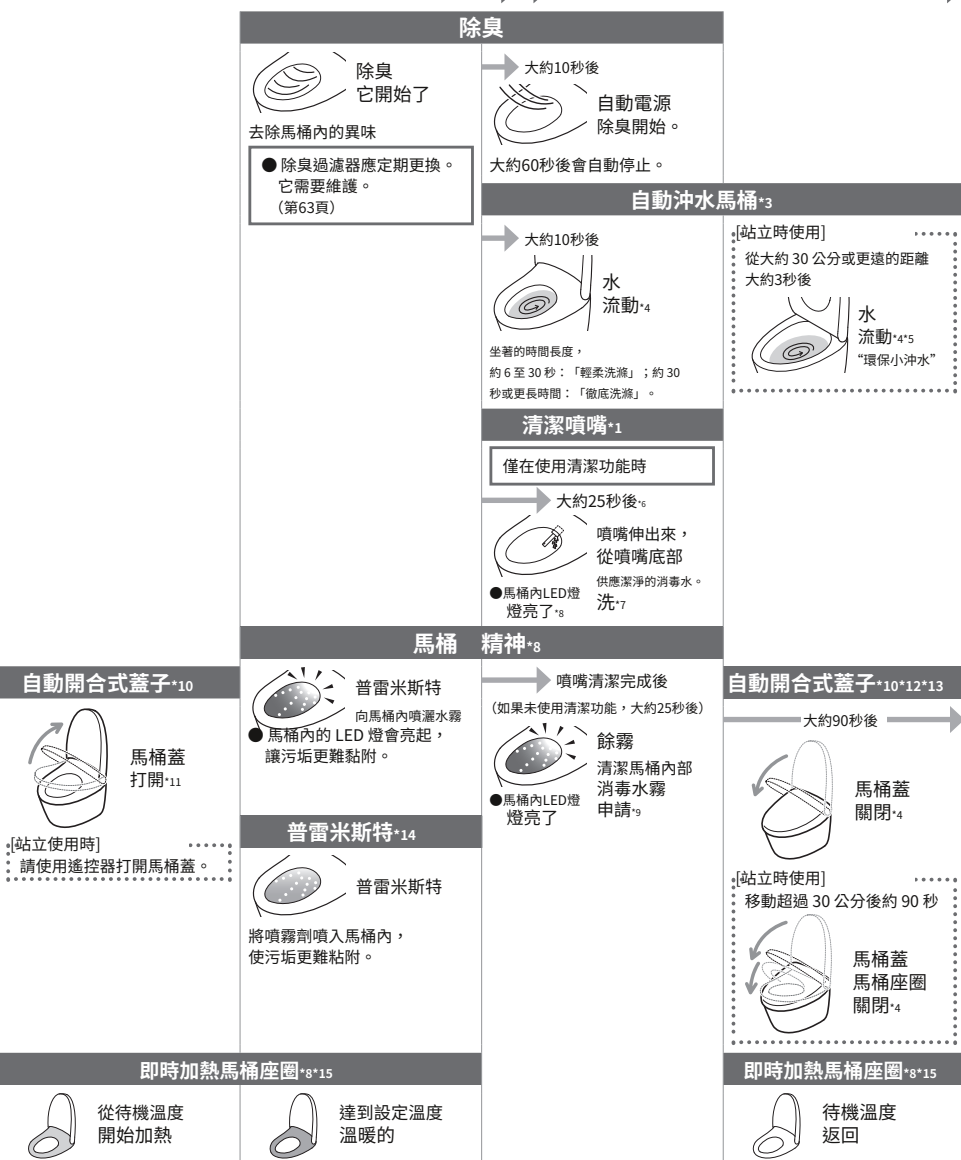 除臭
除臭
它開始了
去除馬桶內的異味
● 除臭過濾器應定期更換。
它需要維護。
（第63頁）
大約10秒後
自動電源
除臭開始。
大約60秒後會自動停止。
自動沖水馬桶*3
大約10秒後
水
流動*4
坐著的時間長度，
約 6 至 30 秒：「輕柔洗滌」；約 30
秒或更長時間：「徹底洗滌」。
[站立時使用]
從大約 30 公分或更遠的距離
大約3秒後
水
流動*4*5
“環保小沖水”
清潔噴嘴*1
僅在使用清潔功能時
大約25秒後*6
噴嘴伸出來，
從噴嘴底部
供應潔淨的消毒水。
洗*7
●馬桶內LED燈
燈亮了*8
馬桶 精神*8
普雷米斯特
向馬桶內噴灑水霧
● 馬桶內的 LED 燈會亮起，
讓污垢更難黏附。
噴嘴清潔完成後
（如果未使用清潔功能，大約25秒後）
餘霧
清潔馬桶內部
消毒水霧
申請*9
●馬桶內LED燈
燈亮了
自動開合式蓋子*10
馬桶蓋
打開*11
[站立使用時]
請使用遙控器打開馬桶蓋。
普雷米斯特*14
普雷米斯特
將噴霧劑噴入馬桶內，
使污垢更難粘附。
自動開合式蓋子*10*12*13
大約90秒後
馬桶蓋
關閉*4
[站立時使用]
移動超過 30 公分後約 90 秒
馬桶蓋
馬桶座圈
關閉*4
即時加熱馬桶座圈*8*15
從待機溫度
開始加熱
達到設定溫度
溫暖的
即時加熱馬桶座圈*8*15
待機溫度
返回